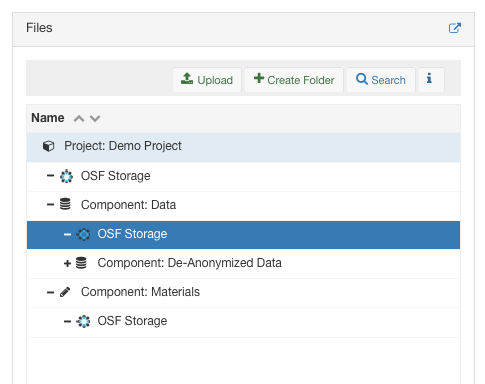 Files
Upload Create Folder Search
Name
Project: Demo Project
OSF Storage
Component: Data
OSF Storage
Component: De-Anonymized Data
Component: Materials
OSF Storage